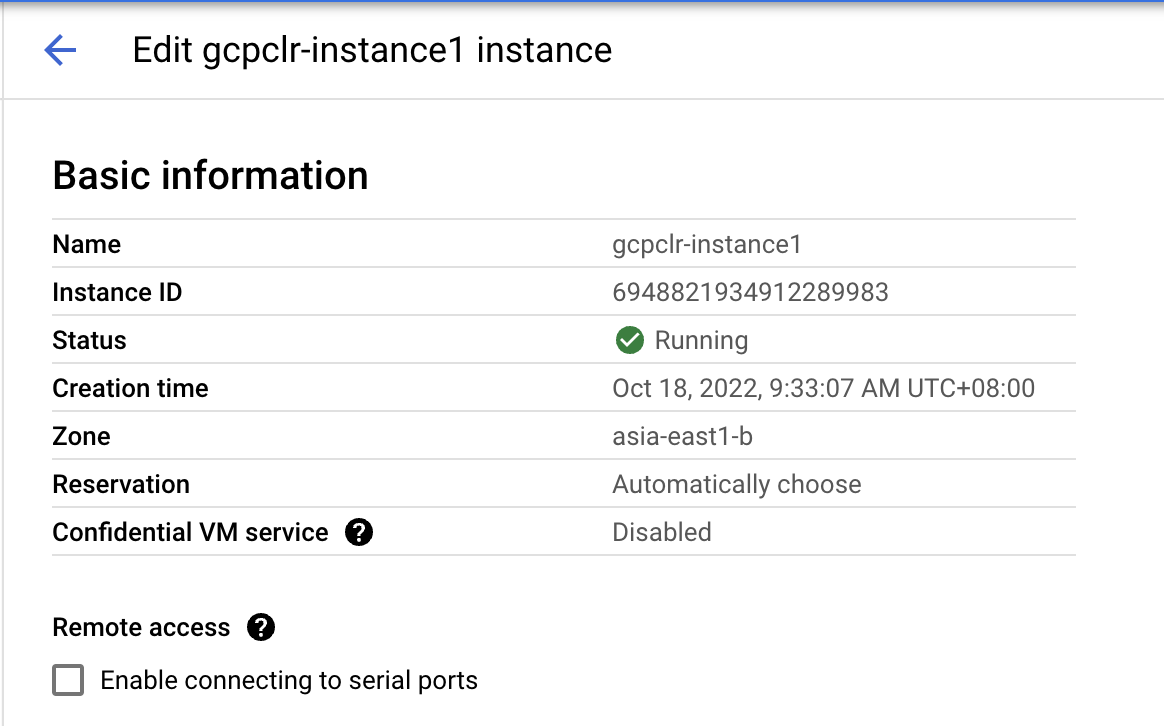 Edit gcpclr-instance1 instance
Basic information
Name gcpclr-instance1
Instance ID 6948821934912289983
Status Running
Creation time Oct 18, 2022, 9:33:07 AM UTC+08:00
Zone asia-east1-b
Reservation Automatically choose
Confidential VM service ? Disabled
Remote access ?
Enable connecting to serial ports